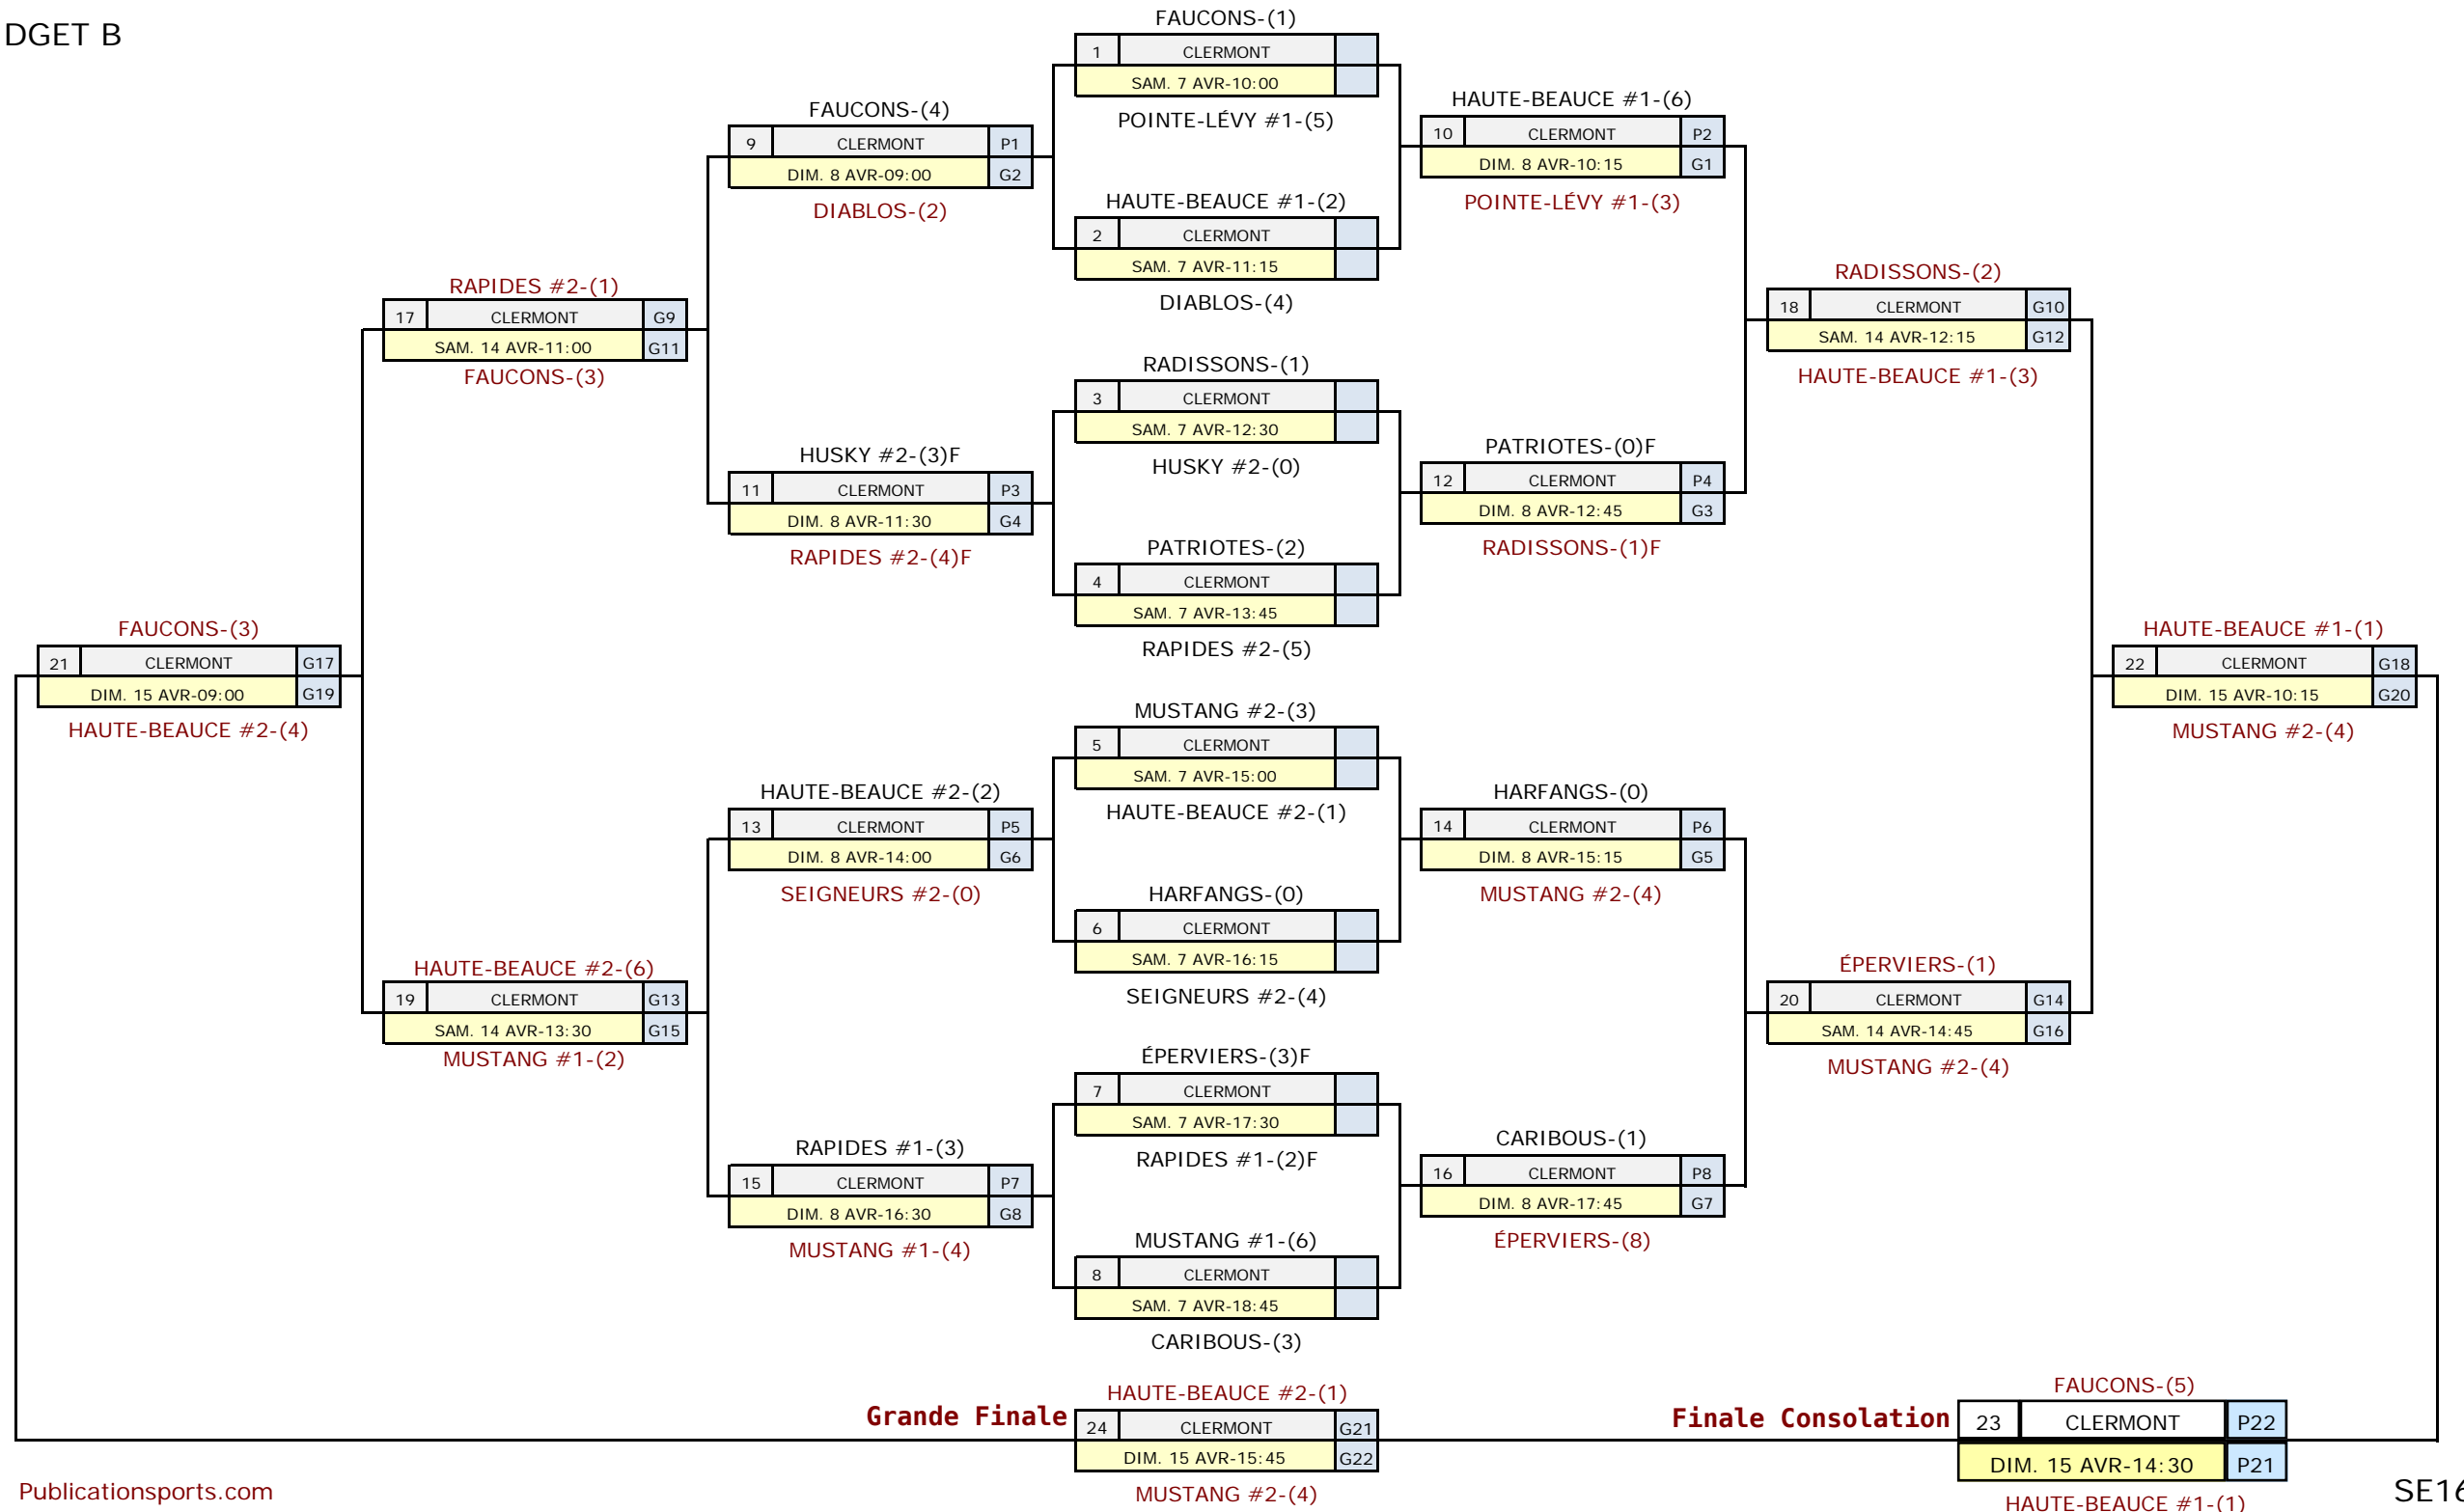 DGET B
FAUCONS-(1)
1 CLERMONT
SAM. 7 AVR-10:00
POINTE-LÉVY #1-(5)
HAUTE-BEAUCE #1-(2)
2 CLERMONT
SAM. 7 AVR-11:15
DIABLOS-(4)
RADISSONS-(1)
3 CLERMONT
SAM. 7 AVR-12:30
HUSKY #2-(0)
PATRIOTES-(2)
4 CLERMONT
SAM. 7 AVR-13:45
RAPIDES #2-(5)
MUSTANG #2-(3)
5 CLERMONT
SAM. 7 AVR-15:00
HAUTE-BEAUCE #2-(1)
HARFANGS-(0)
6 CLERMONT
SAM. 7 AVR-16:15
SEIGNEURS #2-(4)
ÉPERVIERS-(3)F
7 CLERMONT
SAM. 7 AVR-17:30
RAPIDES #1-(2)F
MUSTANG #1-(6)
8 CLERMONT
SAM. 7 AVR-18:45
CARIBOUS-(3)
FAUCONS-(4)
9 CLERMONT P1
DIM. 8 AVR-09:00 G2
DIABLOS-(2)
HUSKY #2-(3)F
11 CLERMONT P3
DIM. 8 AVR-11:30 G4
RAPIDES #2-(4)F
HAUTE-BEAUCE #2-(2)
13 CLERMONT P5
DIM. 8 AVR-14:00 G6
SEIGNEURS #2-(0)
RAPIDES #1-(3)
15 CLERMONT P7
DIM. 8 AVR-16:30 G8
MUSTANG #1-(4)
HAUTE-BEAUCE #1-(6)
10 CLERMONT P2
DIM. 8 AVR-10:15 G1
POINTE-LÉVY #1-(3)
PATRIOTES-(0)F
12 CLERMONT P4
DIM. 8 AVR-12:45 G3
RADISSONS-(1)F
HARFANGS-(0)
14 CLERMONT P6
DIM. 8 AVR-15:15 G5
MUSTANG #2-(4)
CARIBOUS-(1)
16 CLERMONT P8
DIM. 8 AVR-17:45 G7
ÉPERVIERS-(8)
RAPIDES #2-(1)
17 CLERMONT G9
SAM. 14 AVR-11:00 G11
FAUCONS-(3)
HAUTE-BEAUCE #2-(6)
19 CLERMONT G13
SAM. 14 AVR-13:30 G15
MUSTANG #1-(2)
RADISSONS-(2)
18 CLERMONT G10
SAM. 14 AVR-12:15 G12
HAUTE-BEAUCE #1-(3)
ÉPERVIERS-(1)
20 CLERMONT G14
SAM. 14 AVR-14:45 G16
MUSTANG #2-(4)
FAUCONS-(3)
21 CLERMONT G17
DIM. 15 AVR-09:00 G19
HAUTE-BEAUCE #2-(4)
HAUTE-BEAUCE #1-(1)
22 CLERMONT G18
DIM. 15 AVR-10:15 G20
MUSTANG #2-(4)
Grande Finale
HAUTE-BEAUCE #2-(1)
24 CLERMONT G21
DIM. 15 AVR-15:45 G22
MUSTANG #2-(4)
Finale Consolation
FAUCONS-(5)
23 CLERMONT P22
DIM. 15 AVR-14:30 P21
HAUTE-BEAUCE #1-(1)
Publicationsports.com
SE16